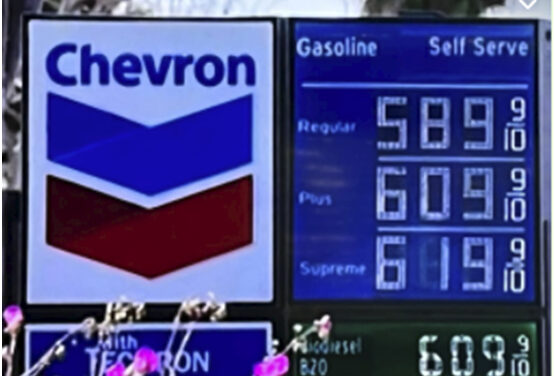 Chevron
Gasoline Self Serve
Regular 589 9/10
Plus 609 9/10
Supreme 619 9/10
with
TECHRON
Biodiesel
B20 609 9/10